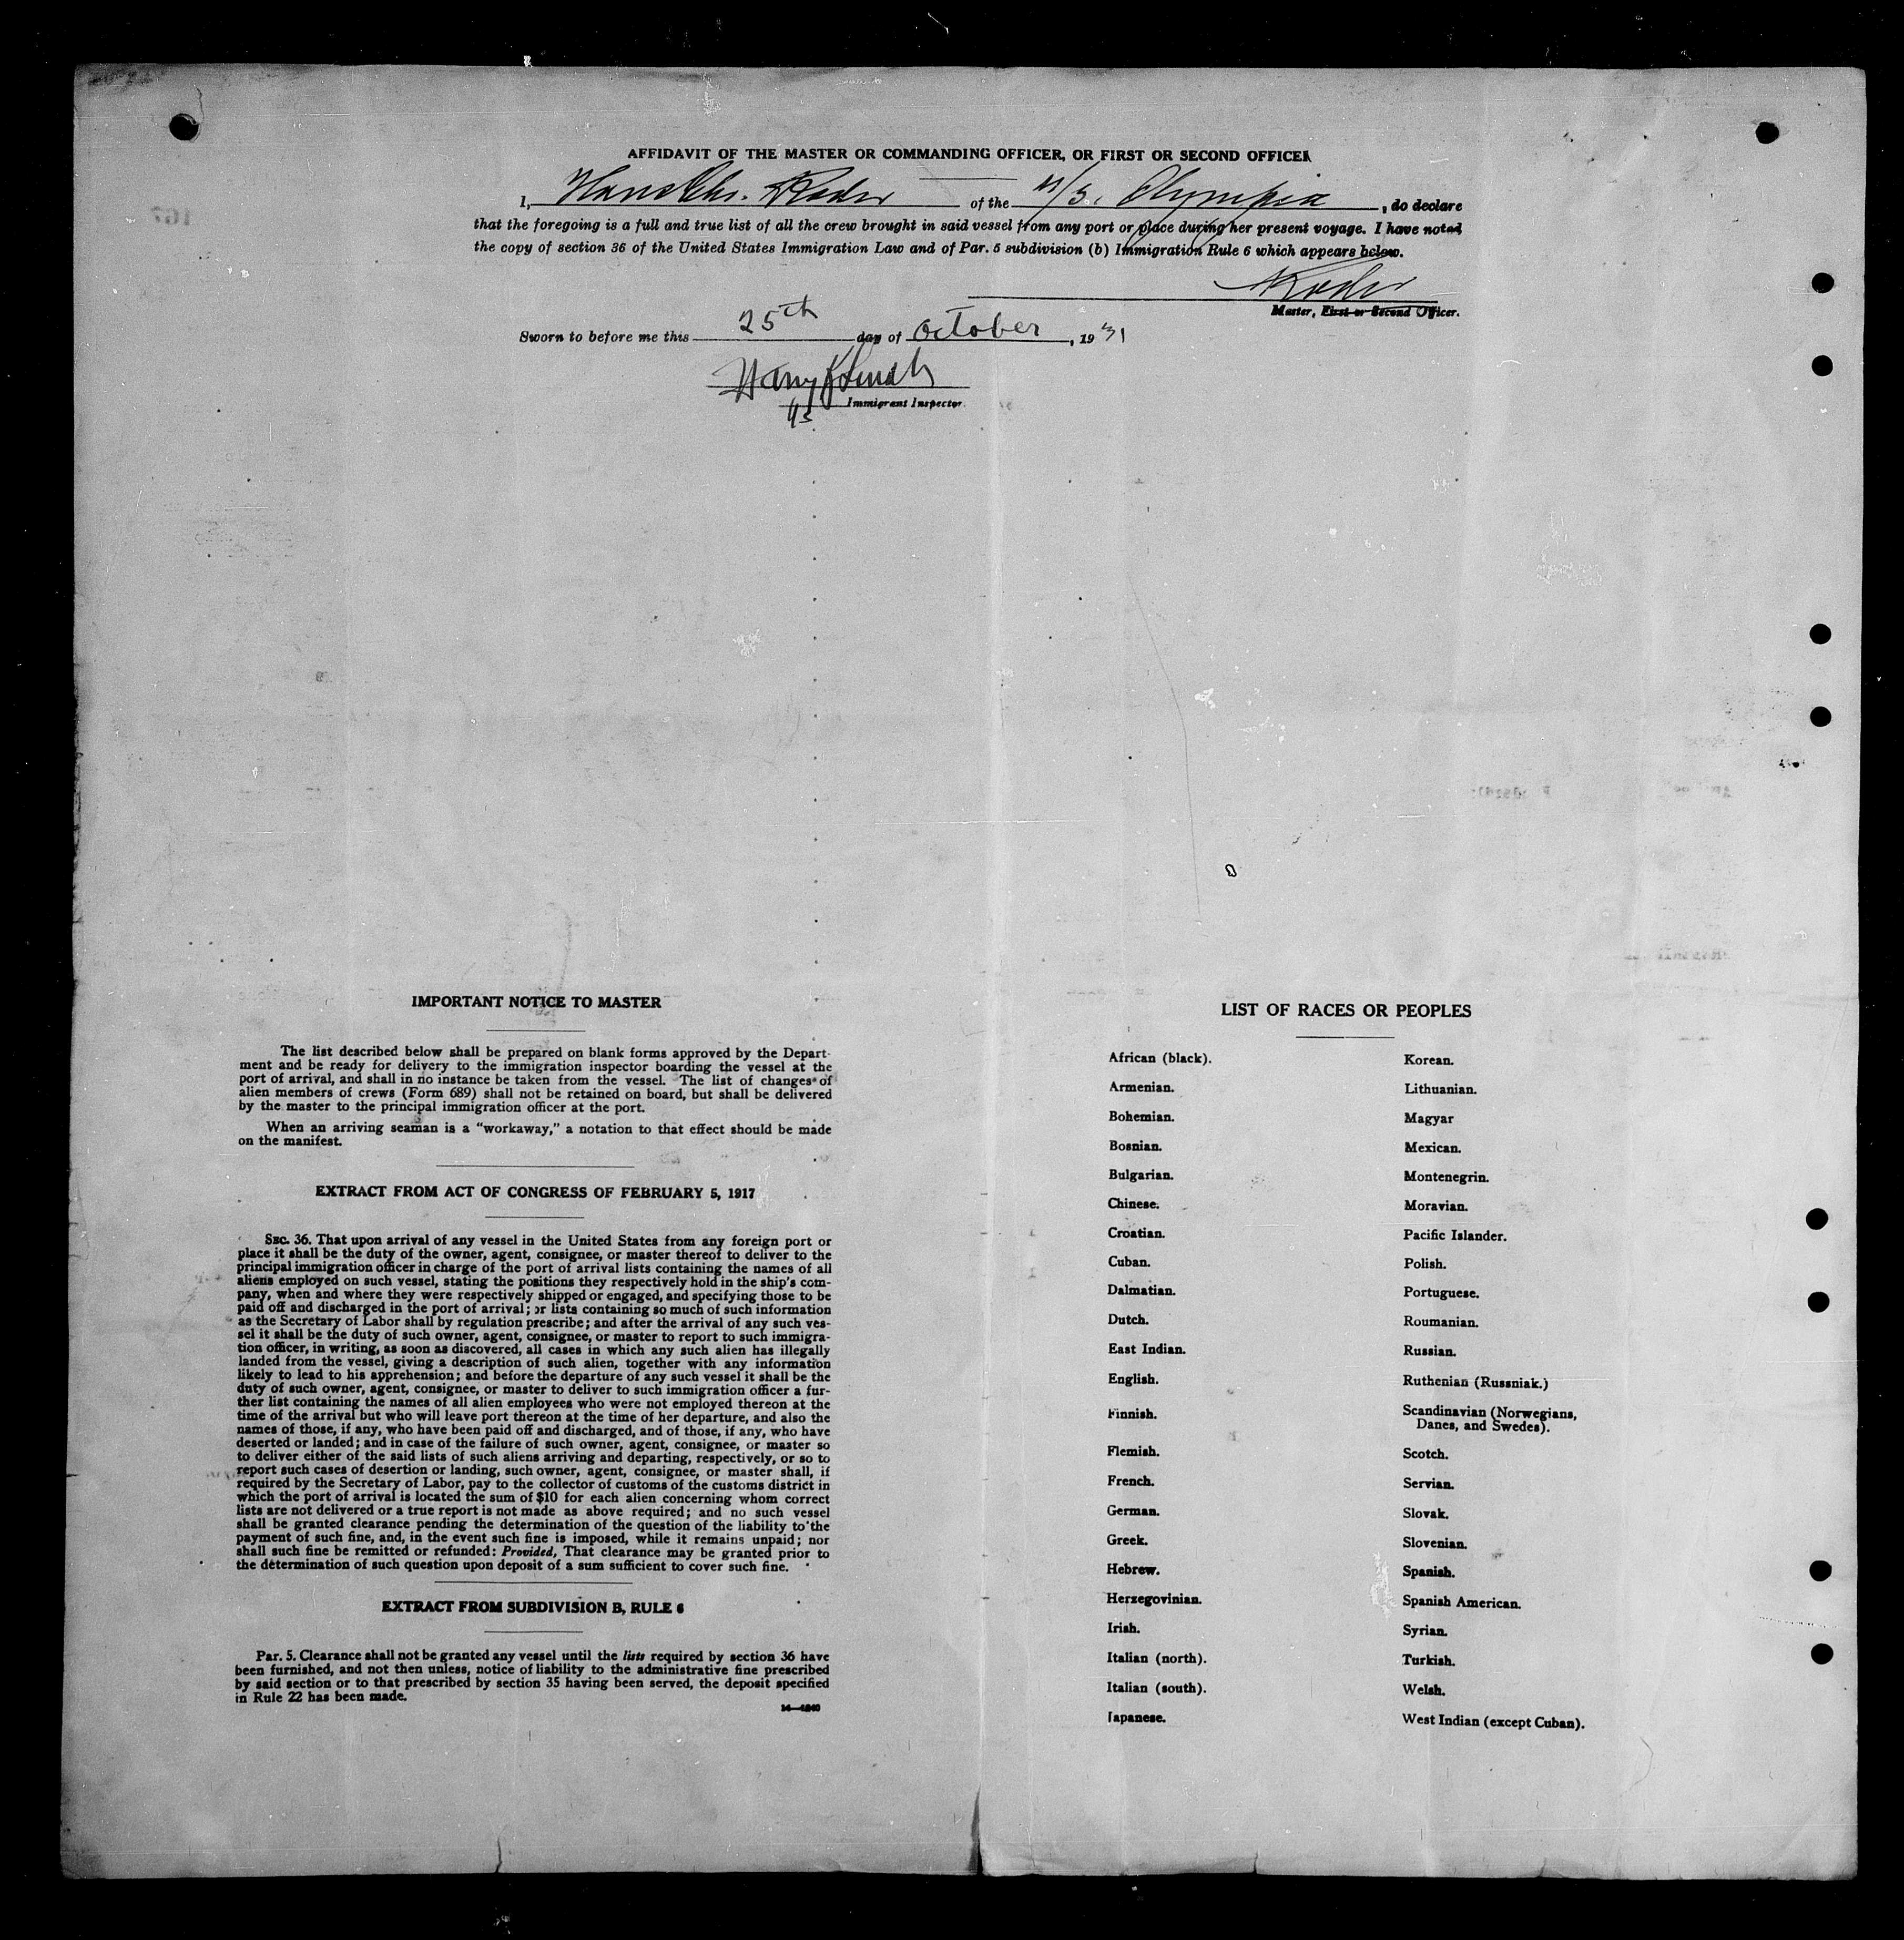 AFFIDAVIT OF THE MASTER OR COMMANDING OFFICER, OR FIRST OR SECOND OFFICER
I, Hans Chr. of the M/S. Olympia, do declare
that the foregoing is a full and true list of all the crew brought in said vessel from any port or place during her present voyage. I have noted
the copy of section 36 of the United States Immigration Law and of Par. 5 subdivision (b) Immigration Rule 6 which appears below.
Master, First or Second Officer.
Sworn to before me this 25th day of October, 1931
Harry
Immigrant Inspector.
IMPORTANT NOTICE TO MASTER
The list described below shall be prepared on blank forms approved by the Depart-
ment and be ready for delivery to the immigration inspector boarding the vessel at the
port of arrival, and shall in no instance be taken from the vessel. The list of changes of
alien members of crews (Form 689) shall not be retained on board, but shall be delivered
by the master to the principal immigration officer at the port.
When an arriving seaman is a "workaway," a notation to that effect should be made
on the manifest.
EXTRACT FROM ACT OF CONGRESS OF FEBRUARY 5, 1917
SEC. 36. That upon arrival of any vessel in the United States from any foreign port or
place it shall be the duty of the owner, agent, consignee, or master thereof to deliver to the
principal immigration officer in charge of the port of arrival lists containing the names of all
aliens employed on such vessel, stating the positions they respectively hold in the ship's com-
pany, when and where they were respectively shipped or engaged, and specifying those to be
paid off and discharged in the port of arrival; or lists containing so much of such information
as the Secretary of Labor shall by regulation prescribe; and after the arrival of any such ves-
sel it shall be the duty of such owner, agent, consignee, or master to report to such immigra-
tion officer, in writing, as soon as discovered, all cases in which any such alien has illegally
landed from the vessel, giving a description of such alien, together with any information
likely to lead to his apprehension; and before the departure of any such vessel it shall be the
duty of such owner, agent, consignee, or master to deliver to such immigration officer a fur-
ther list containing the names of all alien employees who were not employed thereon at the
time of the arrival but who will leave port thereon at the time of her departure, and also the
names of those, if any, who have been paid off and discharged, and of those, if any, who have
deserted or landed; and in case of the failure of such owner, agent, consignee, or master so
to deliver either of the said lists of such aliens arriving and departing, respectively, or so to
report such cases of desertion or landing, such owner, agent, consignee, or master shall, if
required by the Secretary of Labor, pay to the collector of customs of the customs district in
which the port of arrival is located the sum of $10 for each alien concerning whom correct
lists are not delivered or a true report is not made as above required; and no such vessel
shall be granted clearance pending the determination of the question of the liability to the
payment of such fine, and, in the event such fine is imposed, while it remains unpaid; nor
shall such fine be remitted or refunded: Provided, That clearance may be granted prior to
the determination of such question upon deposit of a sum sufficient to cover such fine.
EXTRACT FROM SUBDIVISION B, RULE 6
Par. 5. Clearance shall not be granted any vessel until the lists required by section 36 have
been furnished, and not then unless, notice of liability to the administrative fine prescribed
by said section or to that prescribed by section 35 having been served, the deposit specified
in Rule 22 has been made.
LIST OF RACES OR PEOPLES
African (black).
Armenian.
Bohemian.
Bosnian.
Bulgarian.
Chinese.
Croatian.
Cuban.
Dalmatian.
Dutch.
East Indian.
English.
Finnish.
Flemish.
French.
German.
Greek.
Hebrew.
Herzegovinian.
Irish.
Italian (north).
Italian (south).
Japanese.
Korean.
Lithuanian.
Magyar
Mexican.
Montenegrin.
Moravian.
Pacific Islander.
Polish.
Portuguese.
Roumanian.
Russian.
Ruthenian (Russniak.)
Scandinavian (Norwegians,
Danes, and Swedes).
Scotch.
Servian.
Slovak.
Slovenian.
Spanish.
Spanish American.
Syrian.
Turkish.
Welsh.
West Indian (except Cuban).